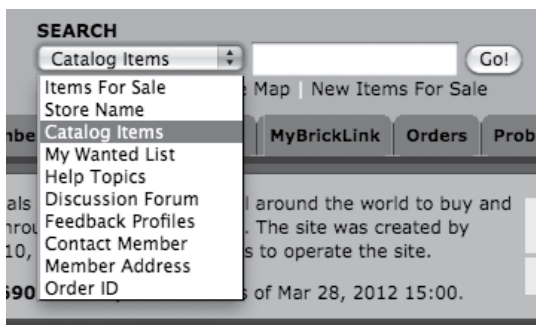 SEARCH
Catalog Items Go!
Items For Sale
Store Name
Catalog Items
My Wanted List
Help Topics
Discussion Forum
Feedback Profiles
Contact Member
Member Address
Order ID
Map | New Items For Sale
MyBrickLink Orders
around the world to buy and
. The site was created by
10, to operate the site.
690 of Mar 28, 2012 15:00.